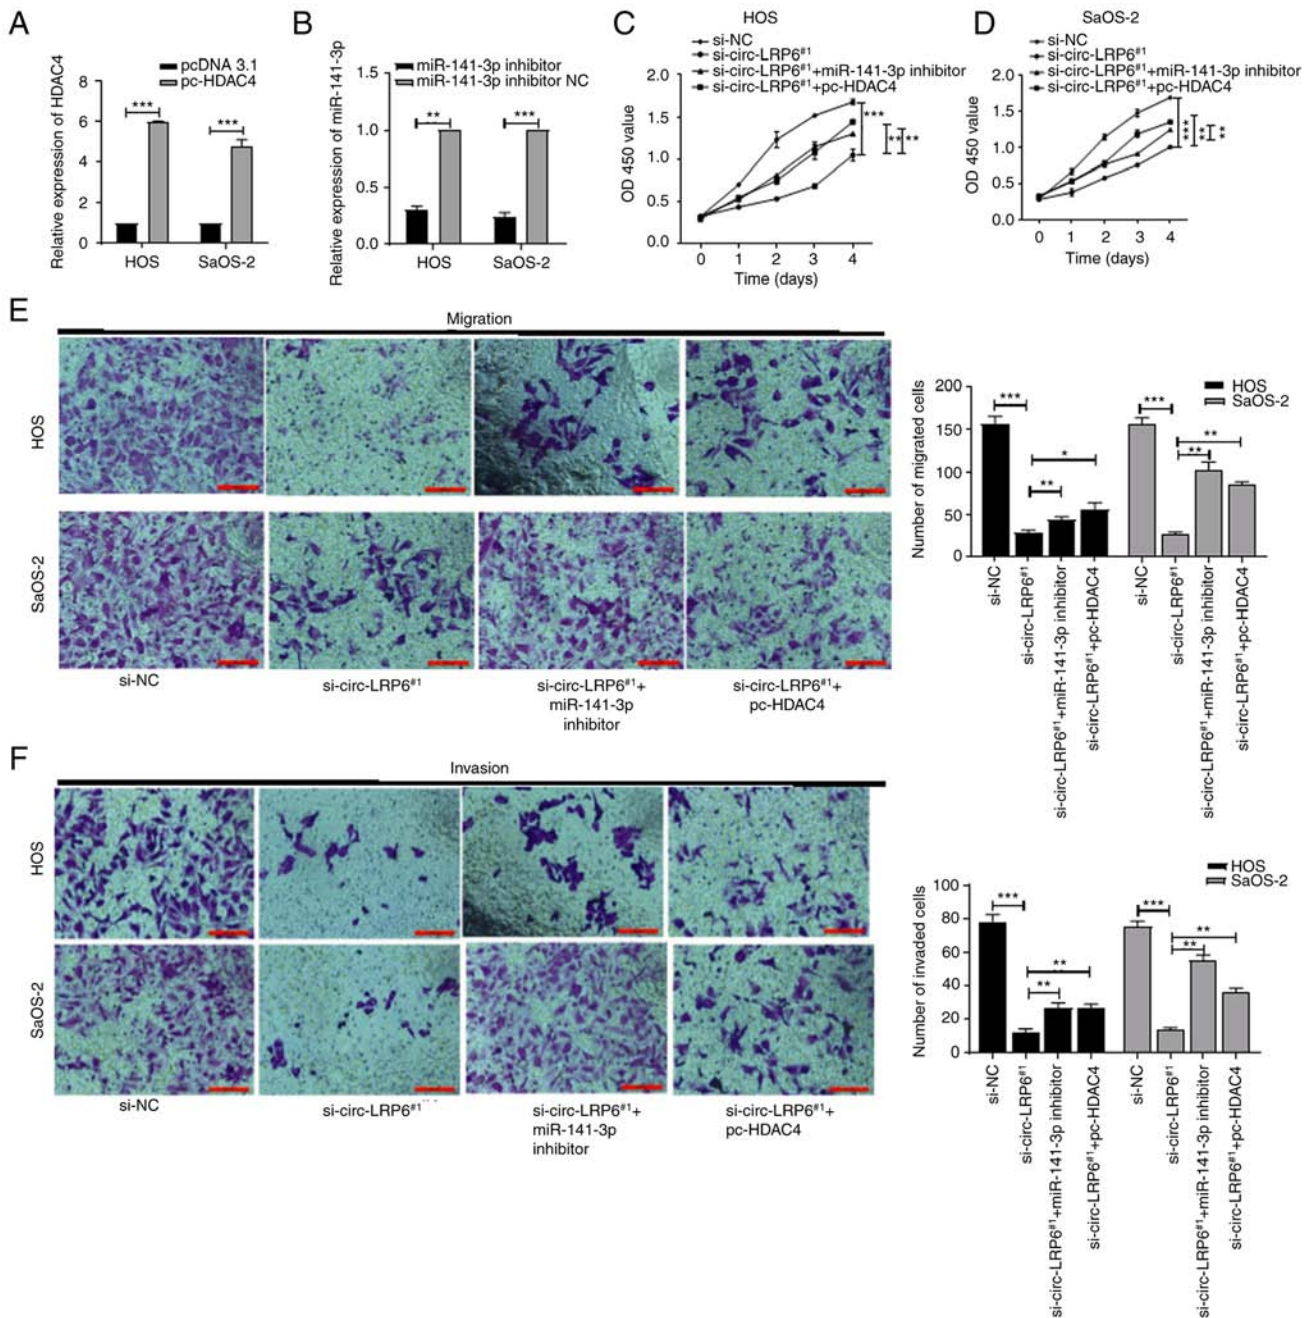 A
Relative expression of HDAC4
pcDNA 3.1
pc-HDAC4
8
6
4
2
0
***
***
HOS
SaOS-2
B
Relative expression of miR-141-3p
miR-141-3p inhibitor
miR-141-3p inhibitor NC
1.5
1.0
0.5
0.0
**
***
HOS
SaOS-2
C
HOS
si-NC
si-circ-LRP6#1
si-circ-LRP6#1+miR-141-3p inhibitor
si-circ-LRP6#1+pc-HDAC4
OD 450 value
2.0
1.5
1.0
0.5
0.0
***
**
**
0 1 2 3 4
Time (days)
D
SaOS-2
si-NC
si-circ-LRP6#1
si-circ-LRP6#1+miR-141-3p inhibitor
si-circ-LRP6#1+pc-HDAC4
OD 450 value
2.0
1.5
1.0
0.5
0.0
***
**
**
0 1 2 3 4
Time (days)
E
Migration
HOS
SaOS-2
si-NC
si-circ-LRP6#1
si-circ-LRP6#1+
miR-141-3p
inhibitor
si-circ-LRP6#1+
pc-HDAC4
Number of migrated cells
HOS
SaOS-2
200
150
100
50
0
***
**
*
***
**
**
si-NC
si-circ-LRP6#1
si-circ-LRP6#1+miR-141-3p inhibitor
si-circ-LRP6#1+pc-HDAC4
si-NC
si-circ-LRP6#1
si-circ-LRP6#1+miR-141-3p inhibitor
si-circ-LRP6#1+pc-HDAC4
F
Invasion
HOS
SaOS-2
si-NC
si-circ-LRP6#1
si-circ-LRP6#1+
miR-141-3p
inhibitor
si-circ-LRP6#1+
pc-HDAC4
Number of invaded cells
HOS
SaOS-2
100
80
60
40
20
0
***
**
**
***
**
**
si-NC
si-circ-LRP6#1
si-circ-LRP6#1+miR-141-3p inhibitor
si-circ-LRP6#1+pc-HDAC4
si-NC
si-circ-LRP6#1
si-circ-LRP6#1+miR-141-3p inhibitor
si-circ-LRP6#1+pc-HDAC4